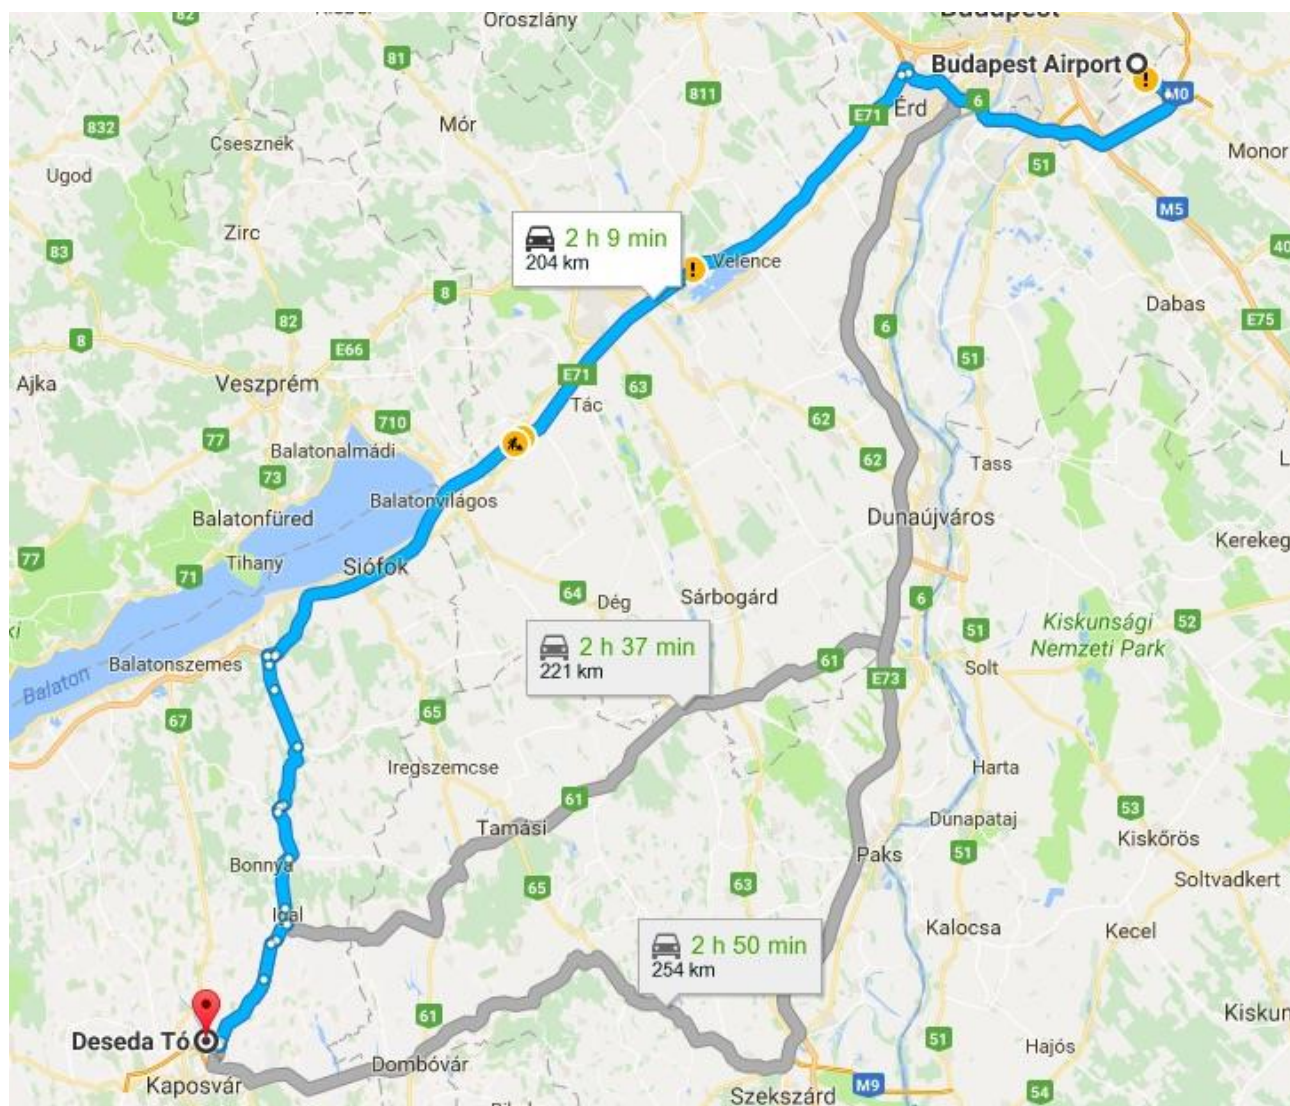 82
Oroszlány
Budapest
81
Budapest Airport
811
Érd
6
M0
832
Mór
E71
Csesznek
51
Monor
Ugod
M5
Zirc
83
2 h 9 min
204 km
Velence
40
8
82
Dabas
6
E75
8
E66
51
Ajka
Veszprém
E71
63
Tác
710
62
77
Balatonalmádi
62
Tass
73
Balatonvilágos
Balatonfüred
Dunaújváros
77
Tihany
Siófok
Kerekeg
71
64
Dég
Sárbogárd
6
ki
51
Kiskunsági
Nemzeti Park
52
2 h 37 min
221 km
Balatonszemes
61
Solt
Balaton
E73
67
65
Iregszemcse
Harta
61
53
Tamási
Dunapataj
Kiskőrös
Bonnya
Paks
51
65
63
Soltvadkert
Igal
Kalocsa
Kecel
2 h 50 min
254 km
61
Kiskun
Deseda Tó
51
Hajós
Dombóvár
Kaposvár
M9
Szekszárd
54